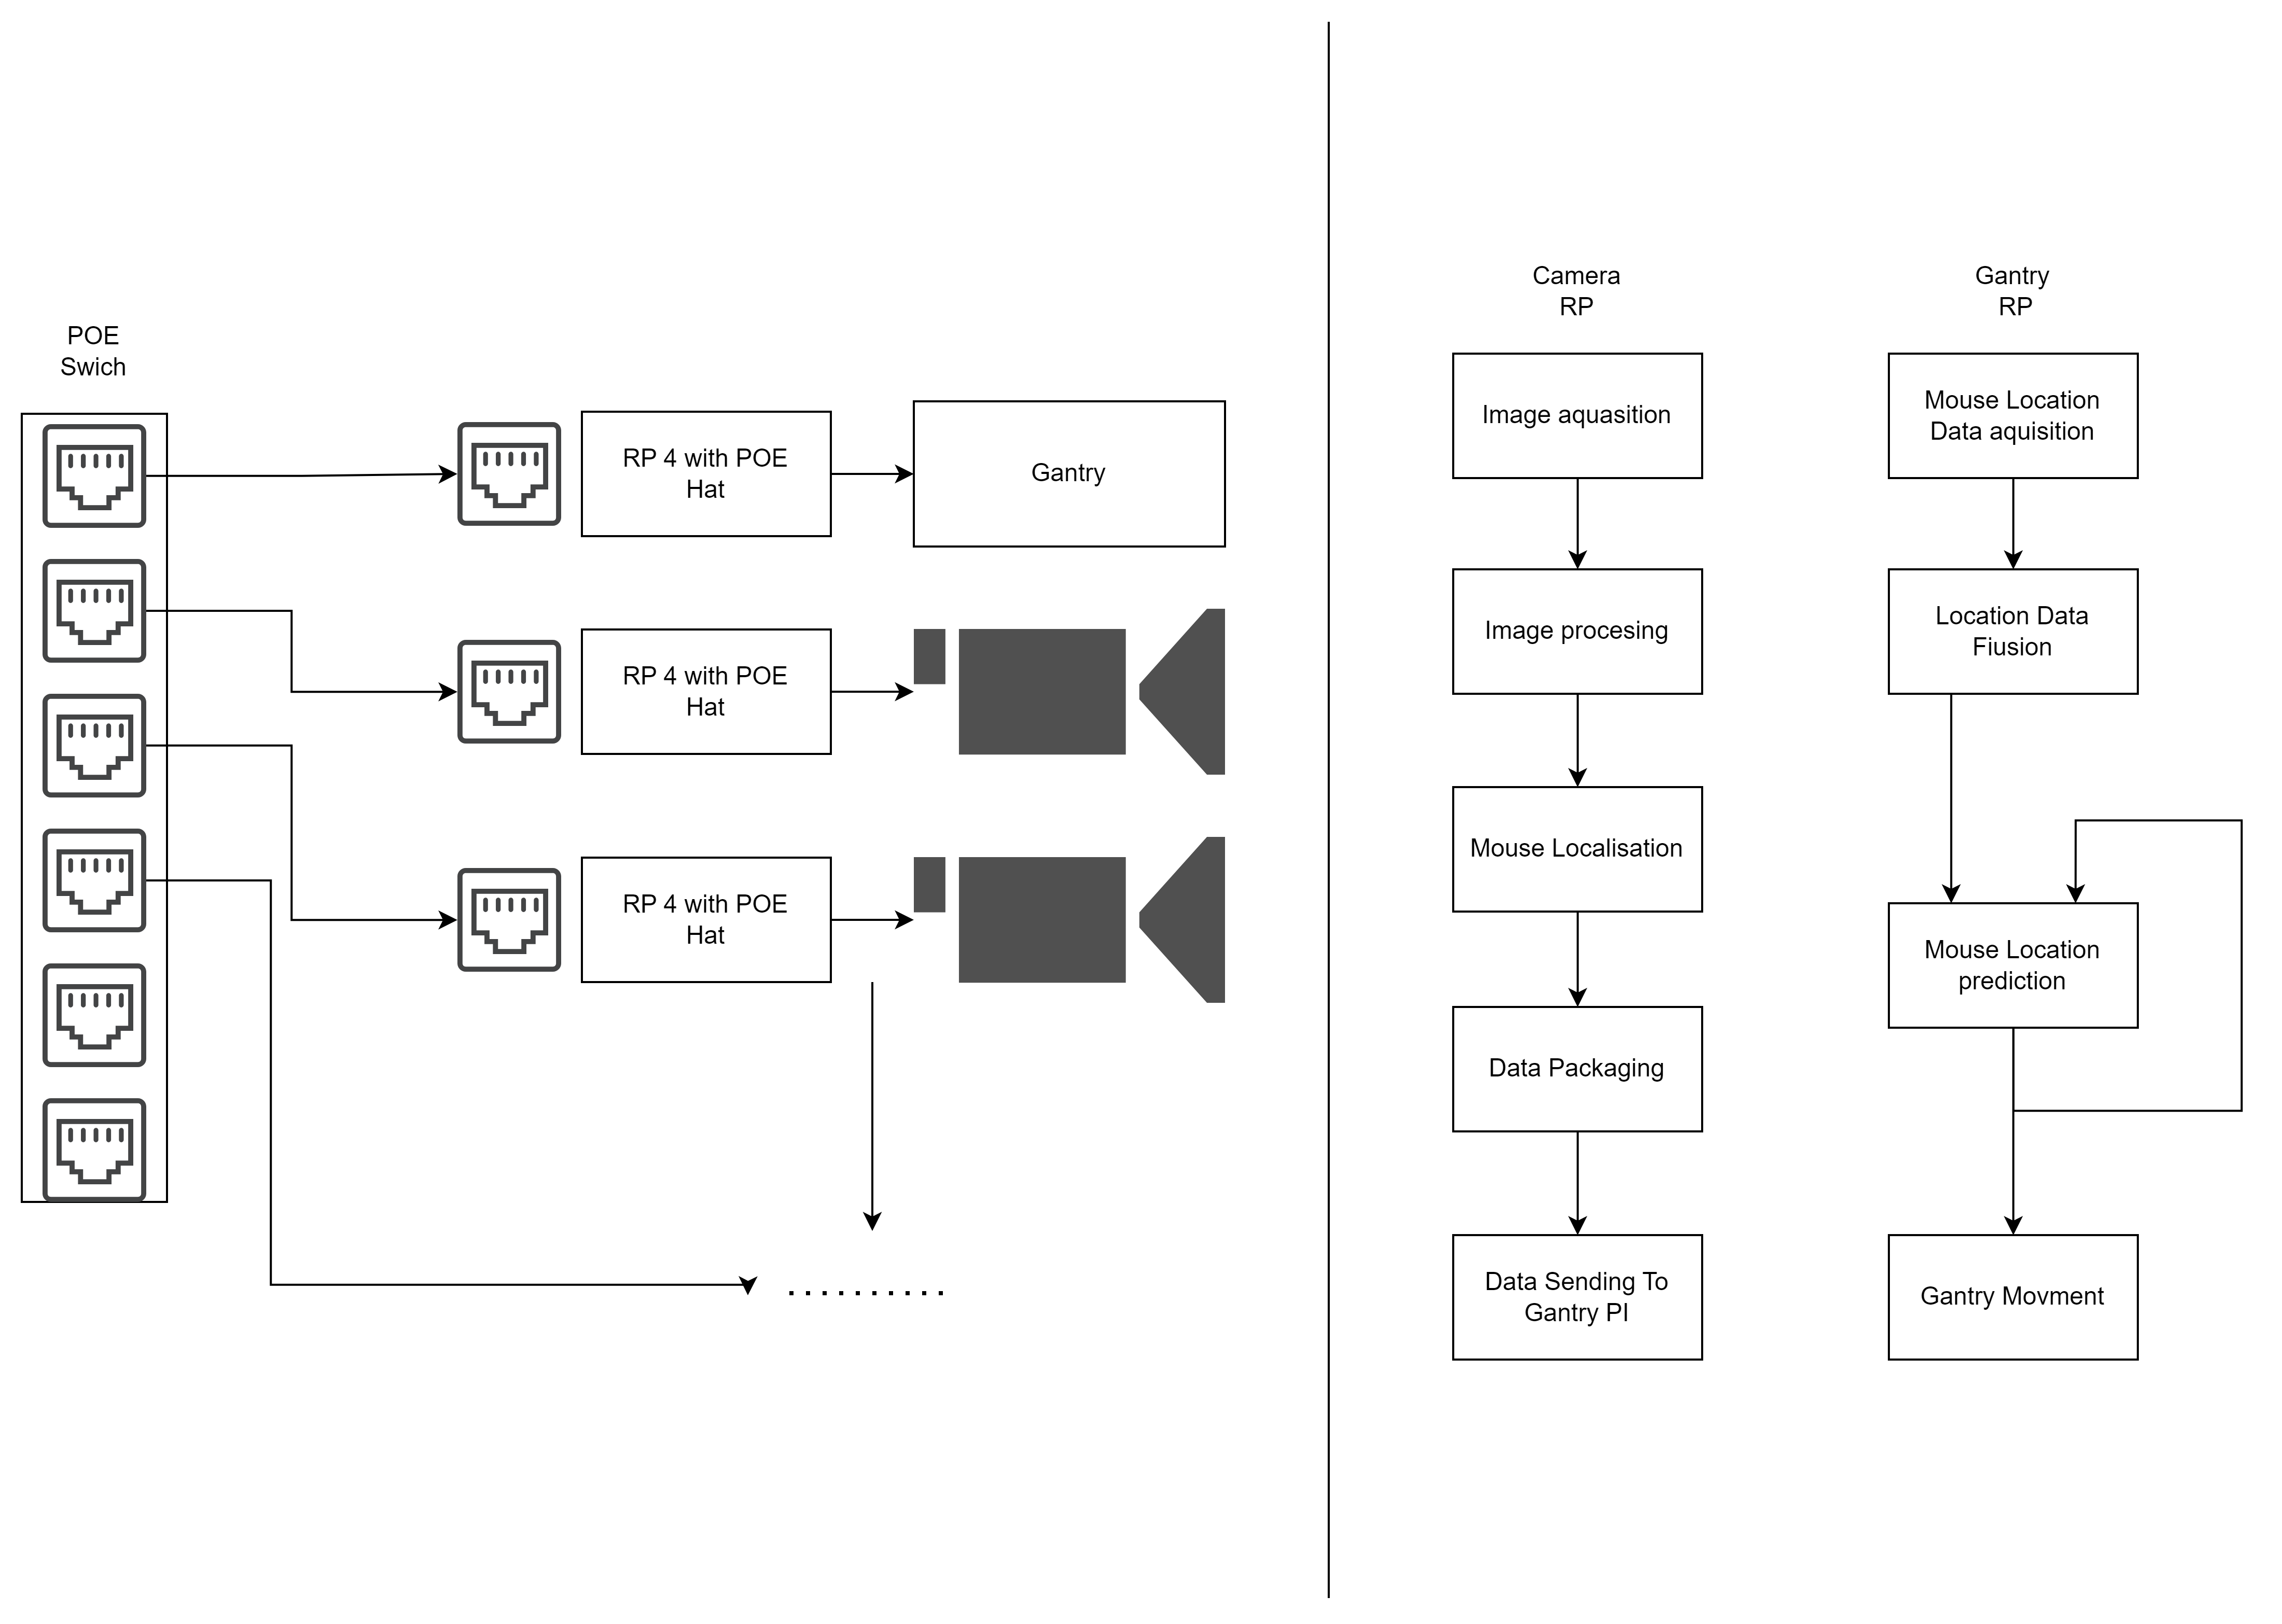 POE
Swich
RP 4 with POE
Hat
Gantry
RP 4 with POE
Hat
RP 4 with POE
Hat
..........
Camera
RP
Image aquasition
Image procesing
Mouse Localisation
Data Packaging
Data Sending To
Gantry PI
Gantry
RP
Mouse Location
Data aquisition
Location Data
Fiusion
Mouse Location
prediction
Gantry Movment